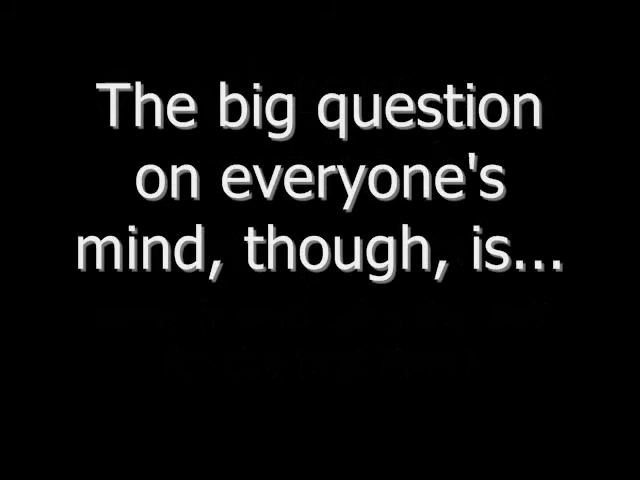 The big question
on everyone's
mind, though, is...